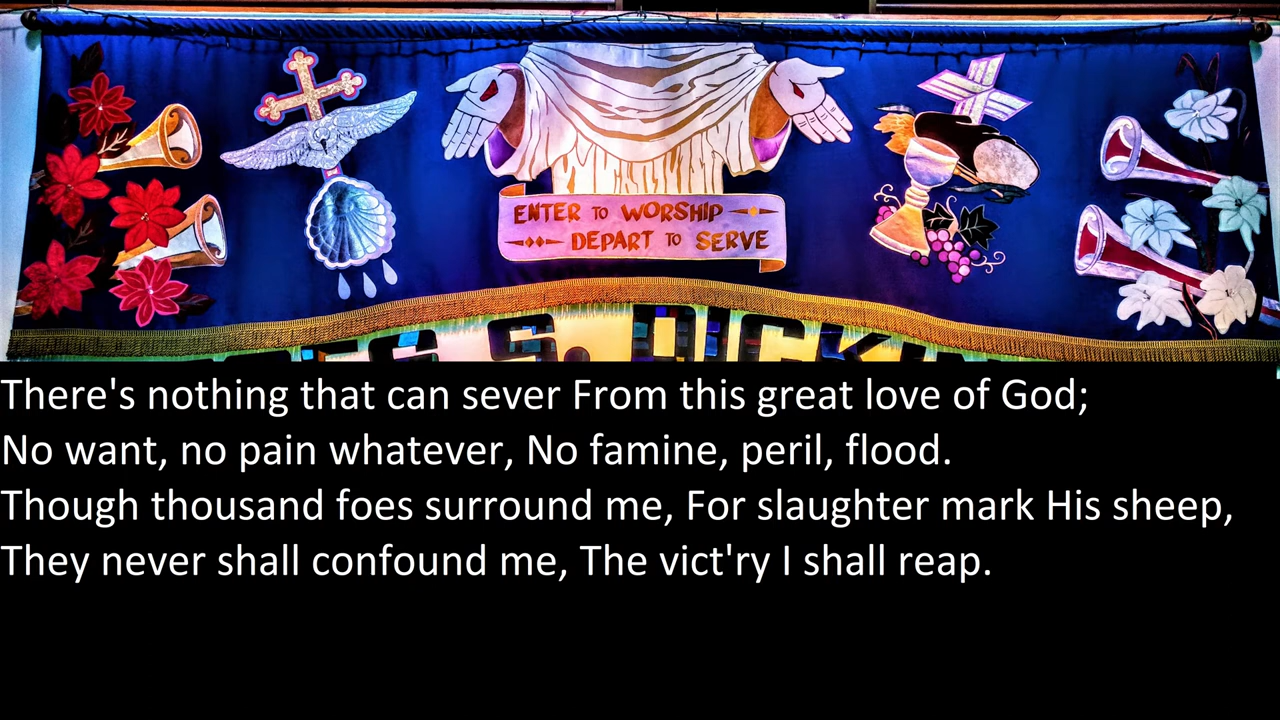 ENTER TO WORSHIP
DEPART TO SERVE
There's nothing that can sever From this great love of God;
No want, no pain whatever, No famine, peril, flood.
Though thousand foes surround me, For slaughter mark His sheep,
They never shall confound me, The vict'ry I shall reap.